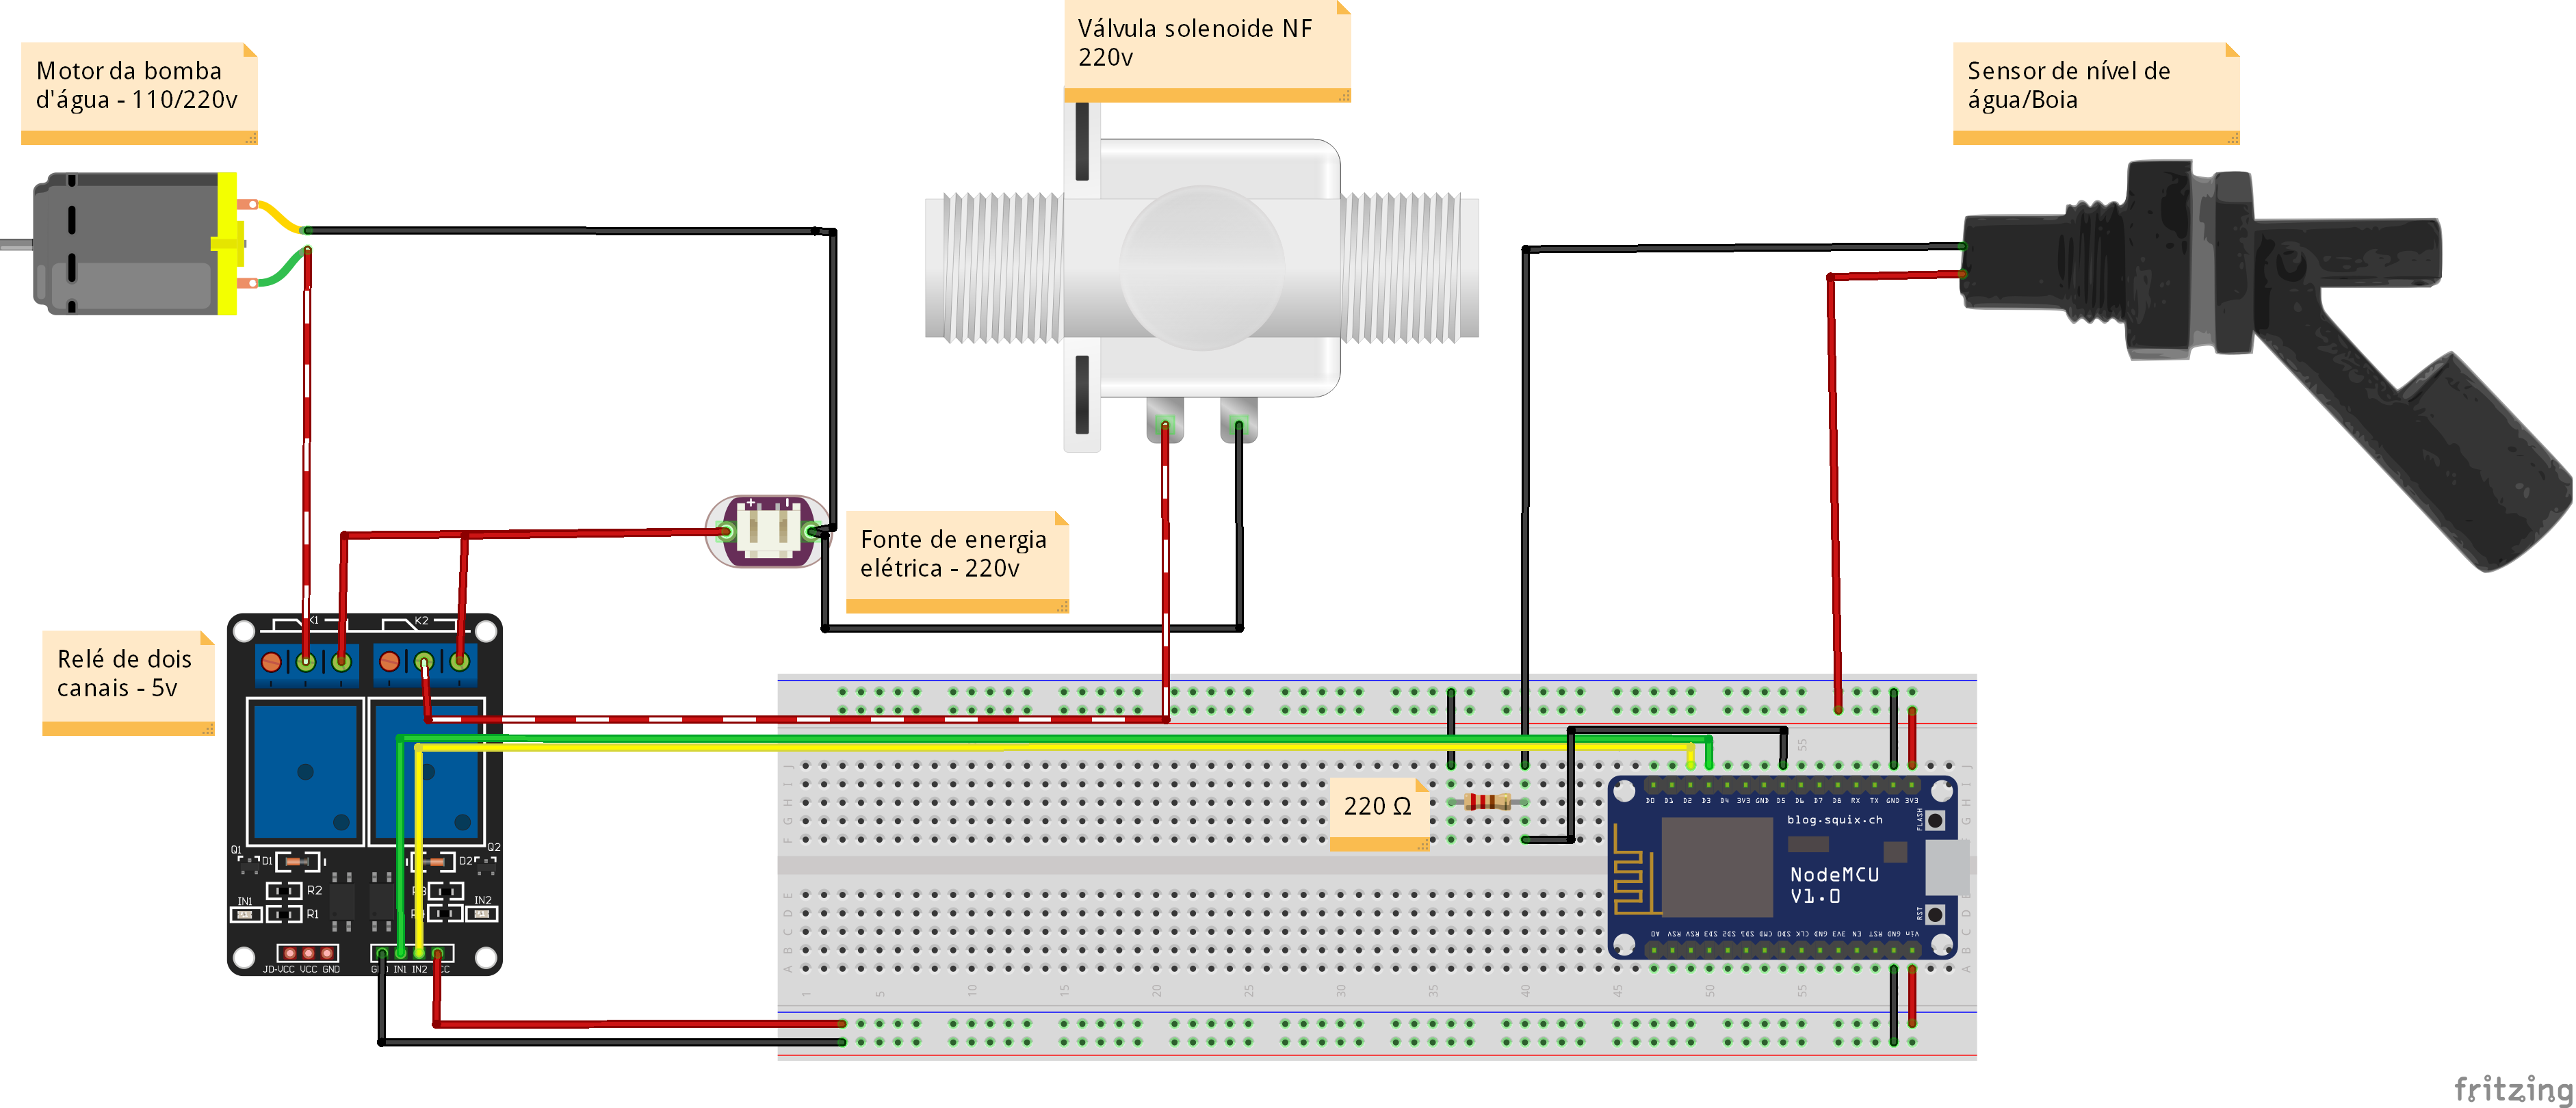 Válvula solenoide NF
220v
Motor da bomba
d'água - 110/220v
Sensor de nível de
água/Boia
+ -
Fonte de energia
elétrica - 220v
Relé de dois
canais - 5v
K1
K2
55
J
I
H
G
F
220 Ω
D0 D1 D2 D3 D4 3V3 GND D5 D6 D7 D8 RX TX GND 3V3
blog.squix.ch
FLASH
NodeMCU
V1.0
RST
A0 RSV RSV SD3 SD2 SD1 CMD SD0 CLK GND 3V3 EN RST GND Vin
Q1
D1
D2
Q2
R2
R1
IN1
IN2
JD-VCC VCC GND
IN1 IN2
E
D
C
B
A
1 5 10 15 20 25 30 35 40 45 50 55
fritzing